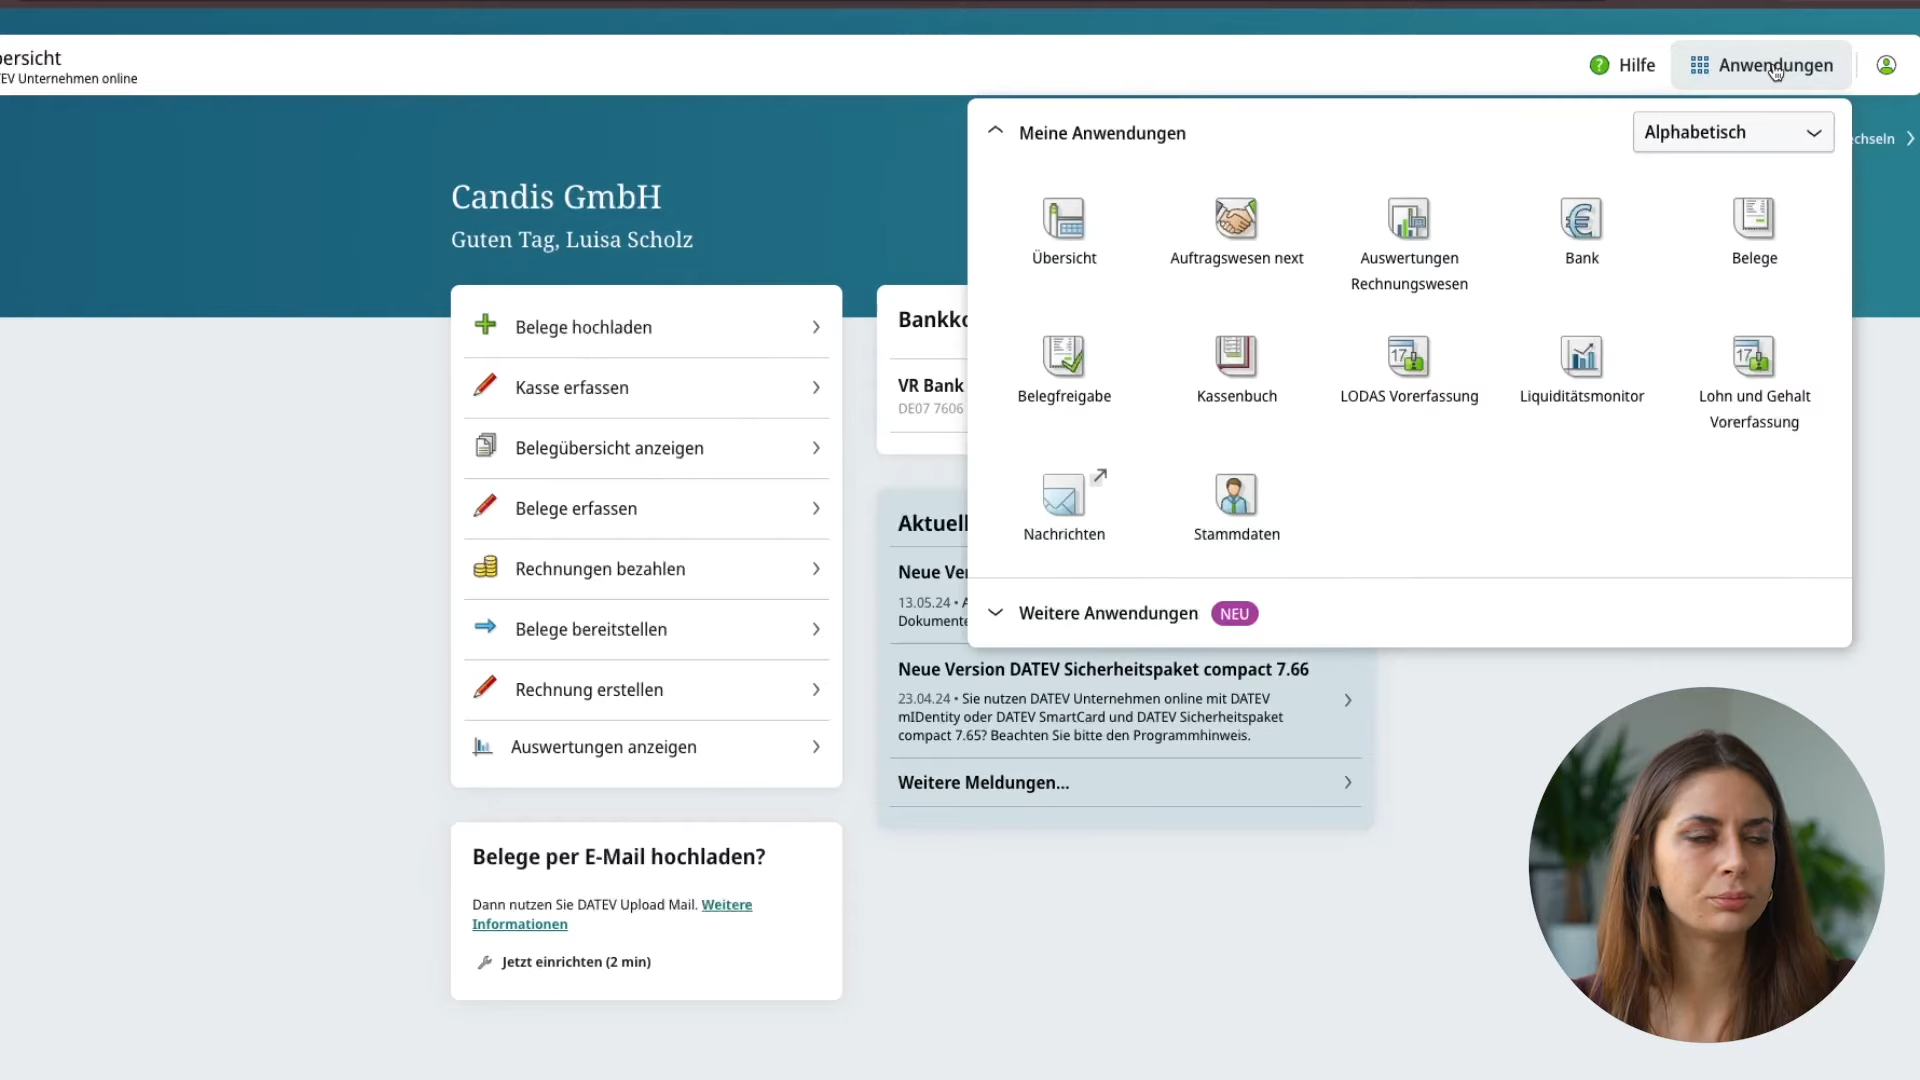 bersicht
EV Unternehmen online
Hilfe
Anwendungen
Meine Anwendungen
Alphabetisch
chseln
Candis GmbH
Guten Tag, Luisa Scholz
Übersicht
Auftragswesen next
Auswertungen
Rechnungswesen
Bank
Belege
Belegfreigabe
Kassenbuch
LODAS Vorerfassung
Liquiditätsmonitor
Lohn und Gehalt
Vorerfassung
Nachrichten
Stammdaten
Weitere Anwendungen NEU
Belege hochladen
Kasse erfassen
Belegübersicht anzeigen
Belege erfassen
Rechnungen bezahlen
Belege bereitstellen
Rechnung erstellen
Auswertungen anzeigen
Bankko
VR Bank
DE07 7606
Aktuell
Neue Ver
13.05.24 • A
Dokumente
Neue Version DATEV Sicherheitspaket compact 7.66
23.04.24 • Sie nutzen DATEV Unternehmen online mit DATEV
mIDentity oder DATEV SmartCard und DATEV Sicherheitspaket
compact 7.65? Beachten Sie bitte den Programmhinweis.
Weitere Meldungen...
Belege per E-Mail hochladen?
Dann nutzen Sie DATEV Upload Mail. Weitere
Informationen
Jetzt einrichten (2 min)